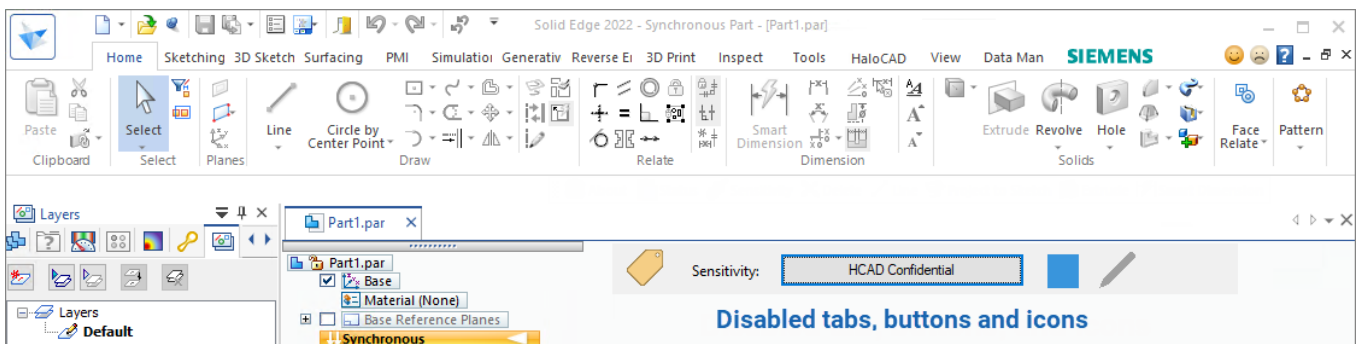 Solid Edge 2022 - Synchronous Part - [Part1.par]
Home Sketching 3D Sketch Surfacing PMI Simulation Generativ Reverse E 3D Print Inspect Tools HaloCAD View Data Man SIEMENS
Paste Select Line Circle by Center Point Smart Dimension Extrude Revolve Hole Face Relate Pattern
Clipboard Select Planes Draw Relate Dimension Solids
Layers Part1.par
Part1.par
Sensitivity: HCAD Confidential
Base
Material (None)
Layers Base Reference Planes
Default Synchronous
Disabled tabs, buttons and icons